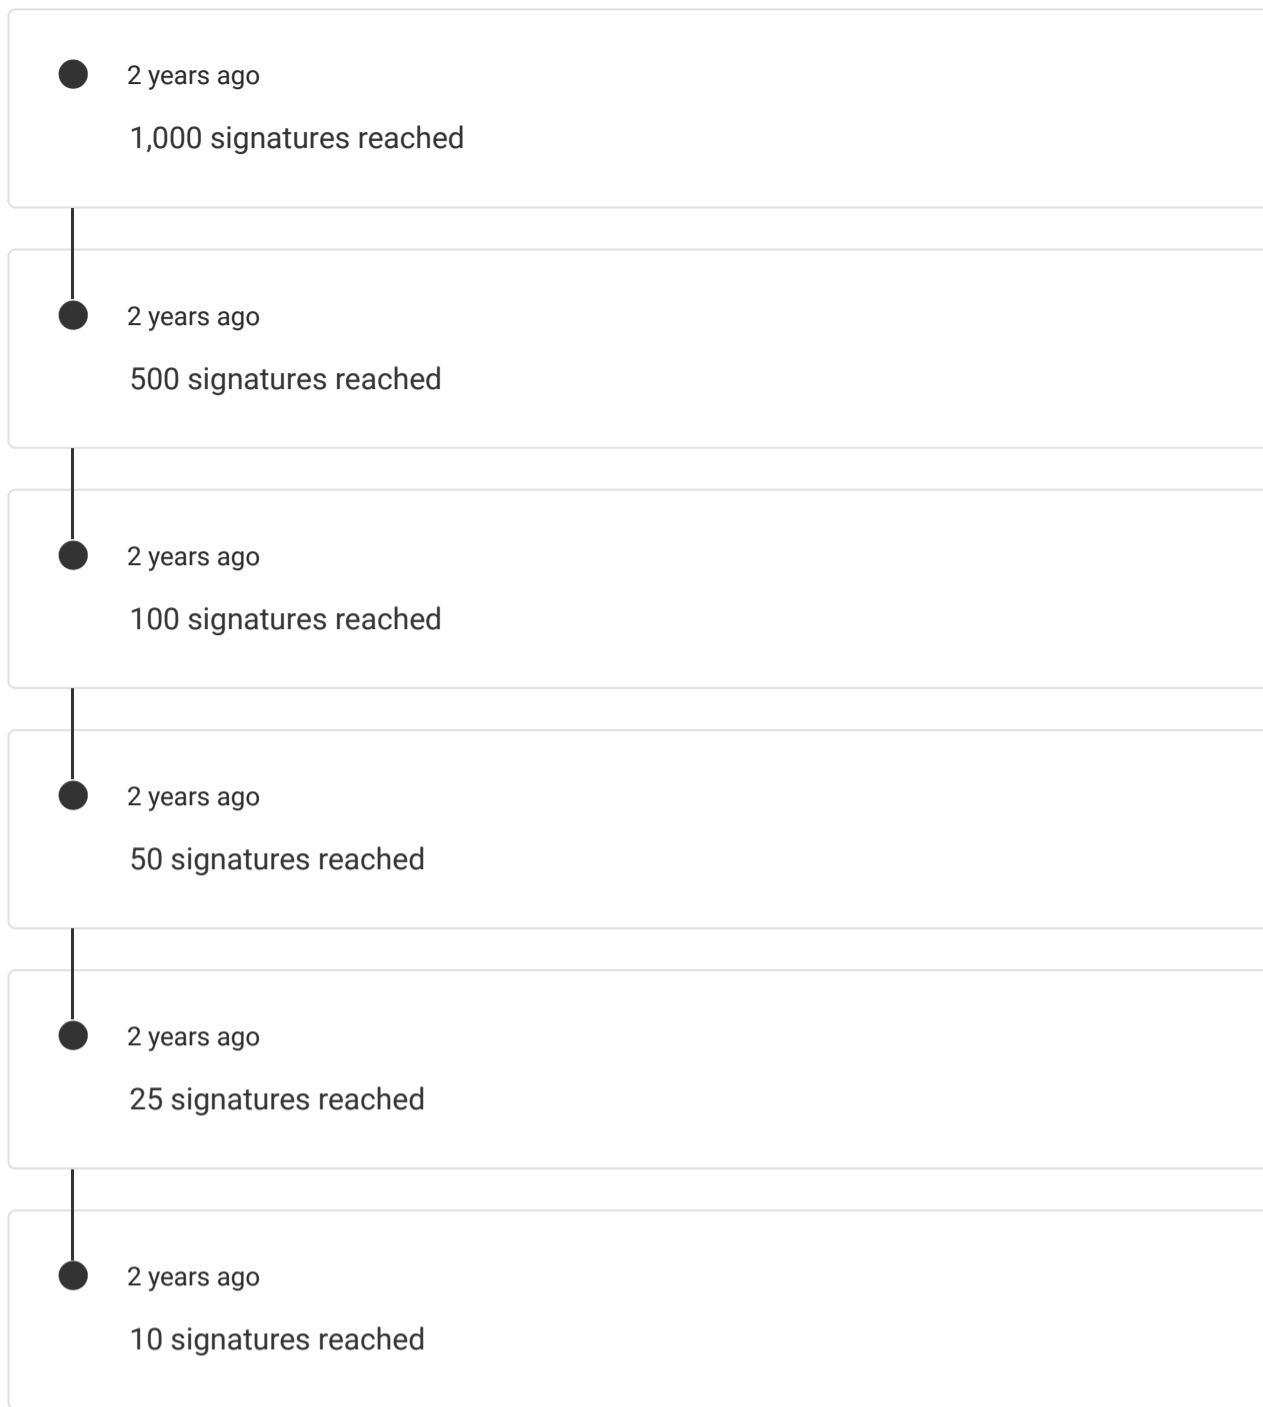 2 years ago
1,000 signatures reached
2 years ago
500 signatures reached
2 years ago
100 signatures reached
2 years ago
50 signatures reached
2 years ago
25 signatures reached
2 years ago
10 signatures reached